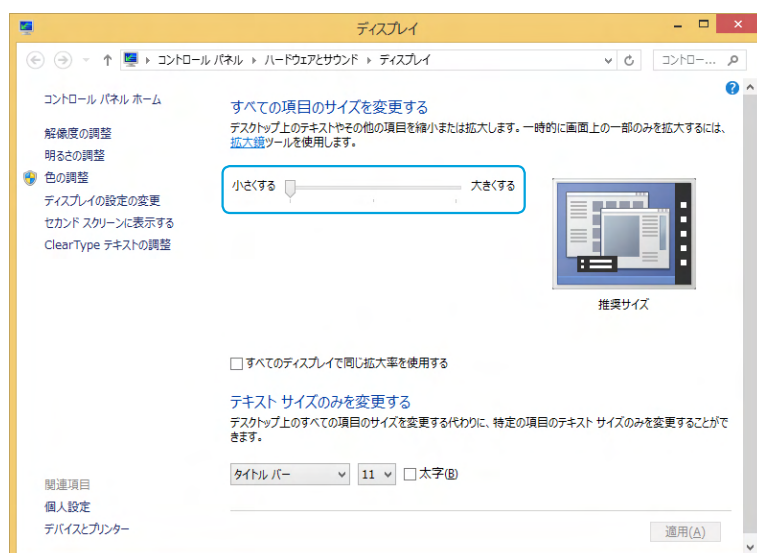 ディスプレイ
コントロール パネル ▸ ハードウェアとサウンド ▸ ディスプレイ
コントロー... 
コントロール パネル ホーム
解像度の調整
明るさの調整
色の調整
ディスプレイの設定の変更
セカンド スクリーンに表示する
ClearType テキストの調整
すべての項目のサイズを変更する
デスクトップ上のテキストやその他の項目を縮小または拡大します。一時的に画面上の一部のみを拡大するには、
拡大鏡ツールを使用します。
小さくする 大きくする
推奨サイズ
すべてのディスプレイで同じ拡大率を使用する
テキスト サイズのみを変更する
デスクトップ上のすべての項目のサイズを変更する代わりに、特定の項目のテキスト サイズのみを変更することがで
きます。
タイトル バー 11 太字(B)
関連項目
個人設定
デバイスとプリンター
適用(A)